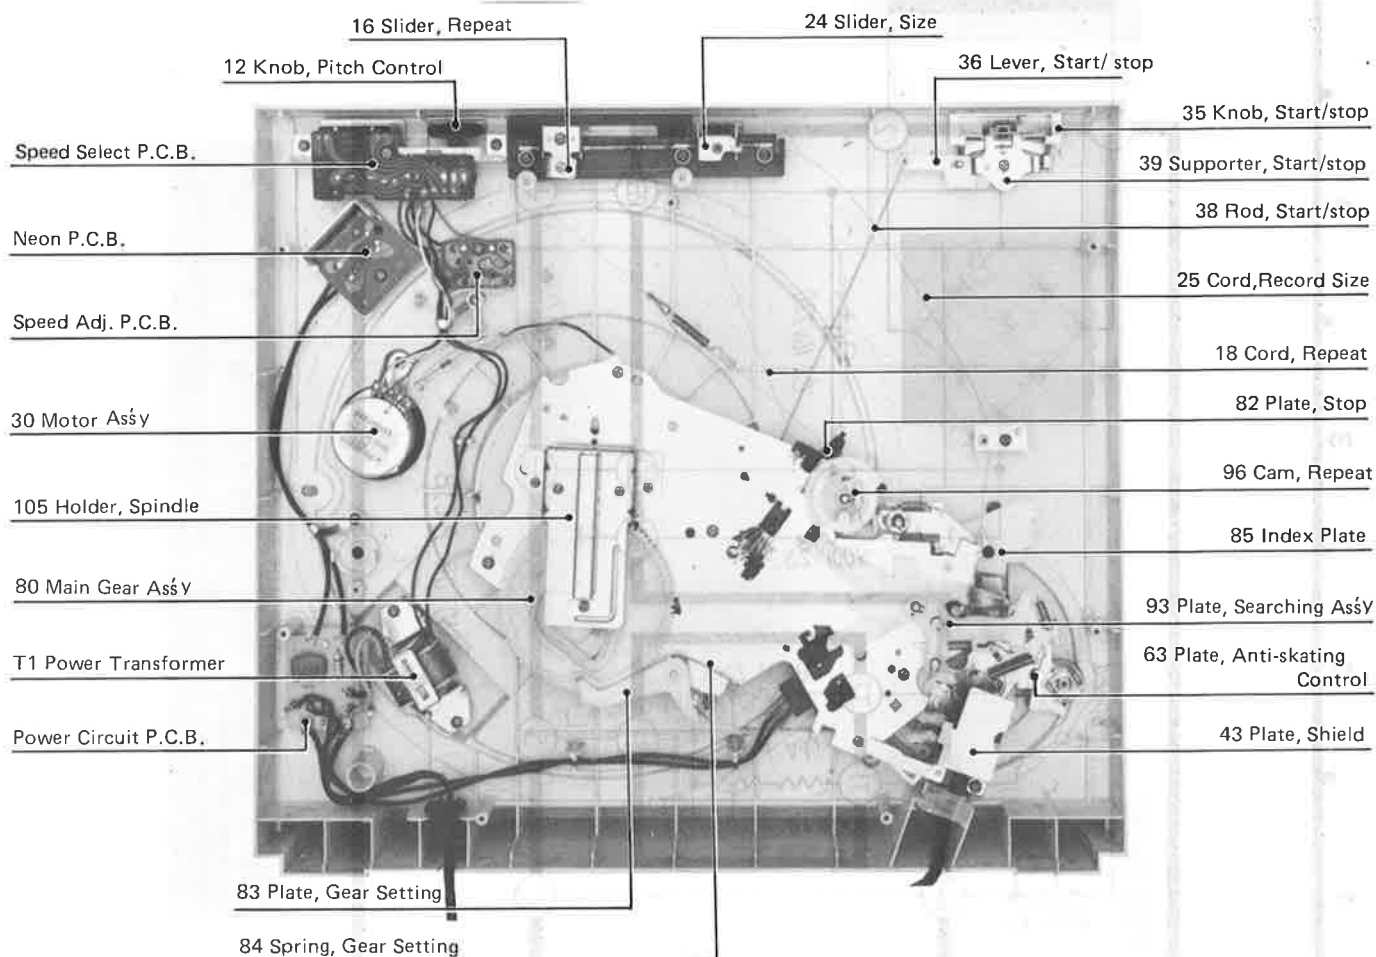 16 Slider, Repeat
24 Slider, Size
12 Knob, Pitch Control
36 Lever, Start/ stop
35 Knob, Start/stop
Speed Select P.C.B.
39 Supporter, Start/stop
38 Rod, Start/stop
Neon P.C.B.
25 Cord,Record Size
Speed Adj. P.C.B.
18 Cord, Repeat
82 Plate, Stop
30 Motor Ass'y
96 Cam, Repeat
105 Holder, Spindle
85 Index Plate
80 Main Gear Ass'y
93 Plate, Searching Ass'y
T1 Power Transformer
63 Plate, Anti-skating
Control
Power Circuit P.C.B.
43 Plate, Shield
83 Plate, Gear Setting
84 Spring, Gear Setting